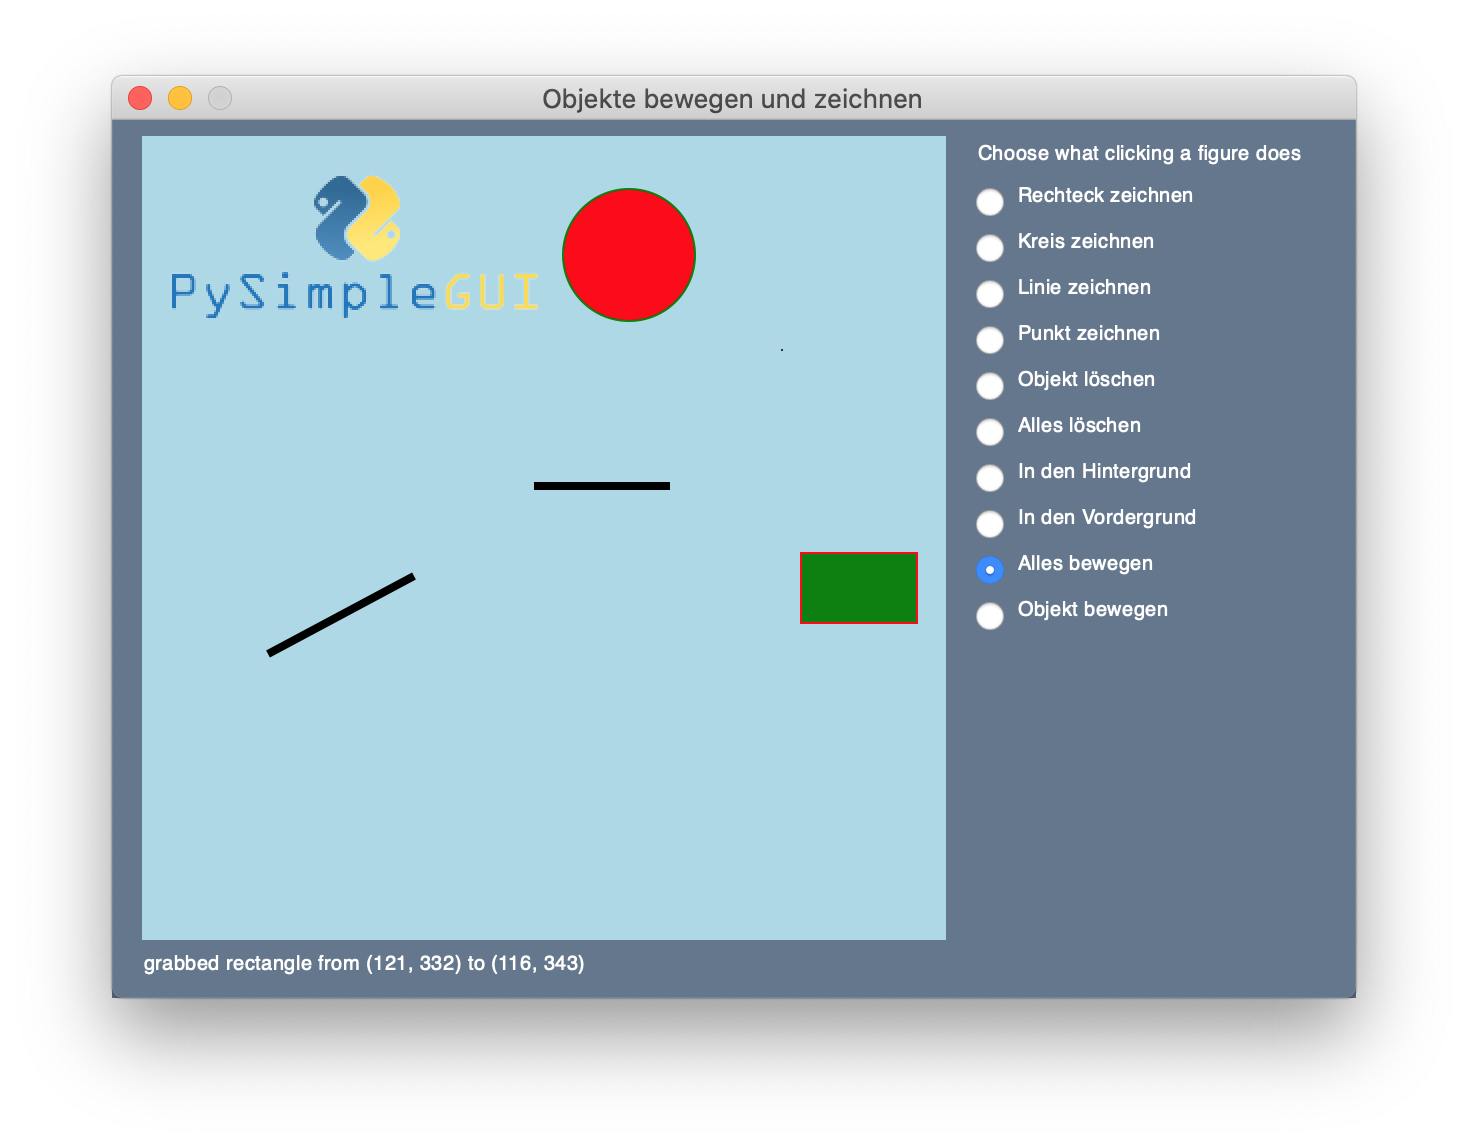 Objekte bewegen und zeichnen
PySimpleGUI
Choose what clicking a figure does
Rechteck zeichnen
Kreis zeichnen
Linie zeichnen
Punkt zeichnen
Objekt löschen
Alles löschen
In den Hintergrund
In den Vordergrund
Alles bewegen
Objekt bewegen
grabbed rectangle from (121, 332) to (116, 343)